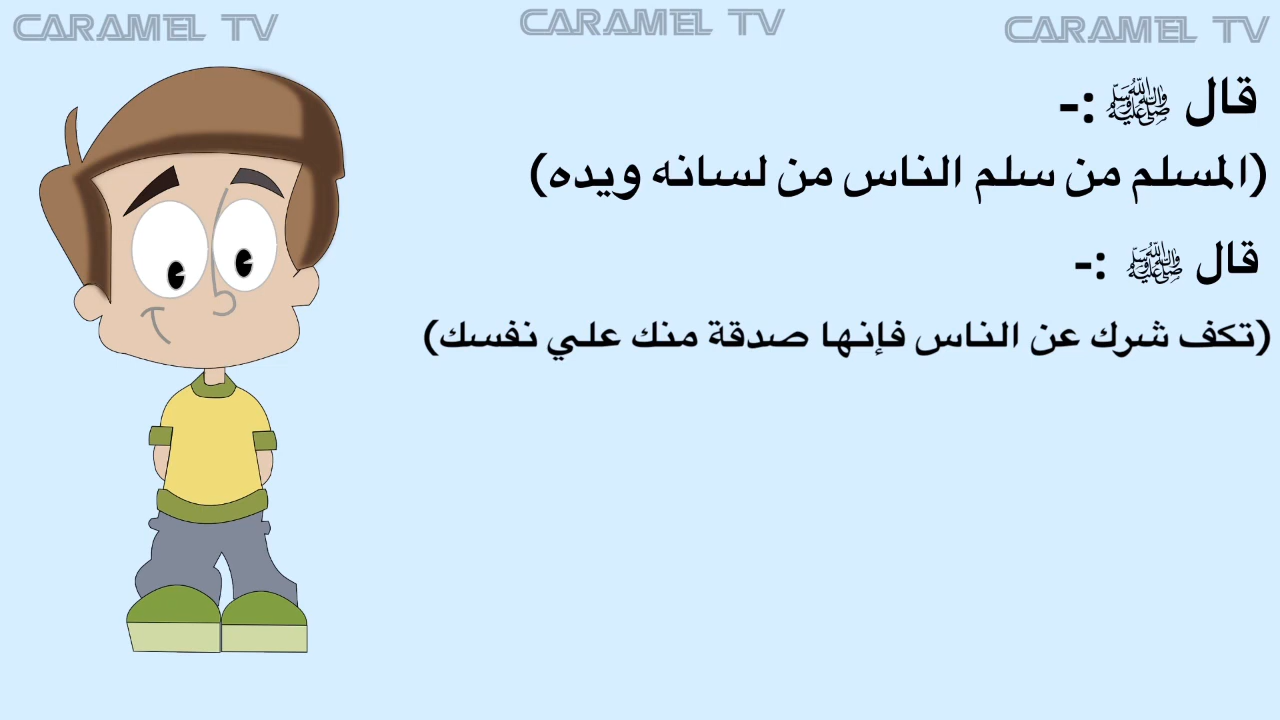 CARAMEL TV CARAMEL TV CARAMEL TV
قال ﷺ :-
(المسلم من سلم الناس من لسانه ويده)
قال ﷺ :-
(تكف شرك عن الناس فإنها صدقة منك علي نفسك)